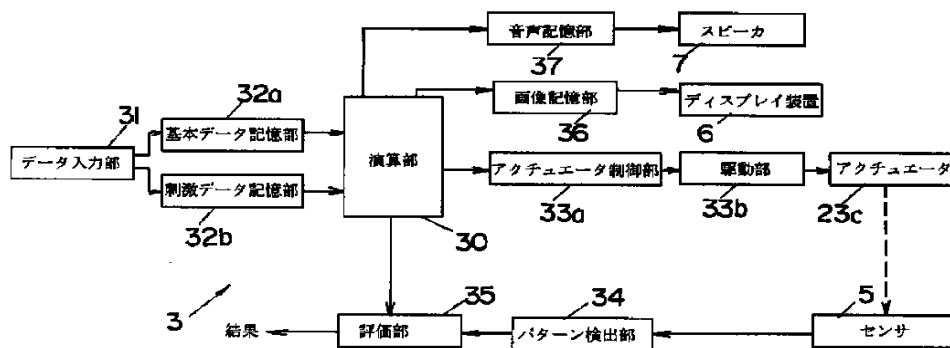 音声記憶部
スピーカ
37
7
32a
画像記憶部
ディスプレイ装置
31
基本データ記憶部
36
6
データ入力部
演算部
アクチュエータ制御部
駆動部
アクチュエータ
刺激データ記憶部
33a
33b
23c
32b
30
3
35
34
5
結果
評価部
パターン検出部
センサ